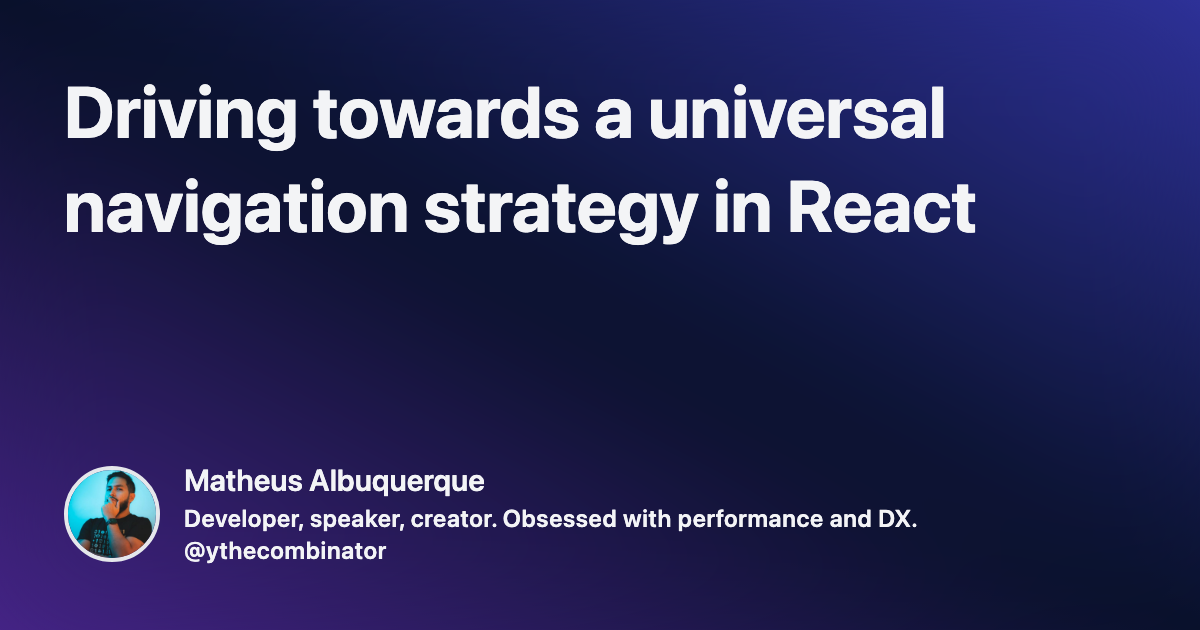 Driving towards a universal
navigation strategy in React
Matheus Albuquerque
Developer, speaker, creator. Obsessed with performance and DX.
@ythecombinator